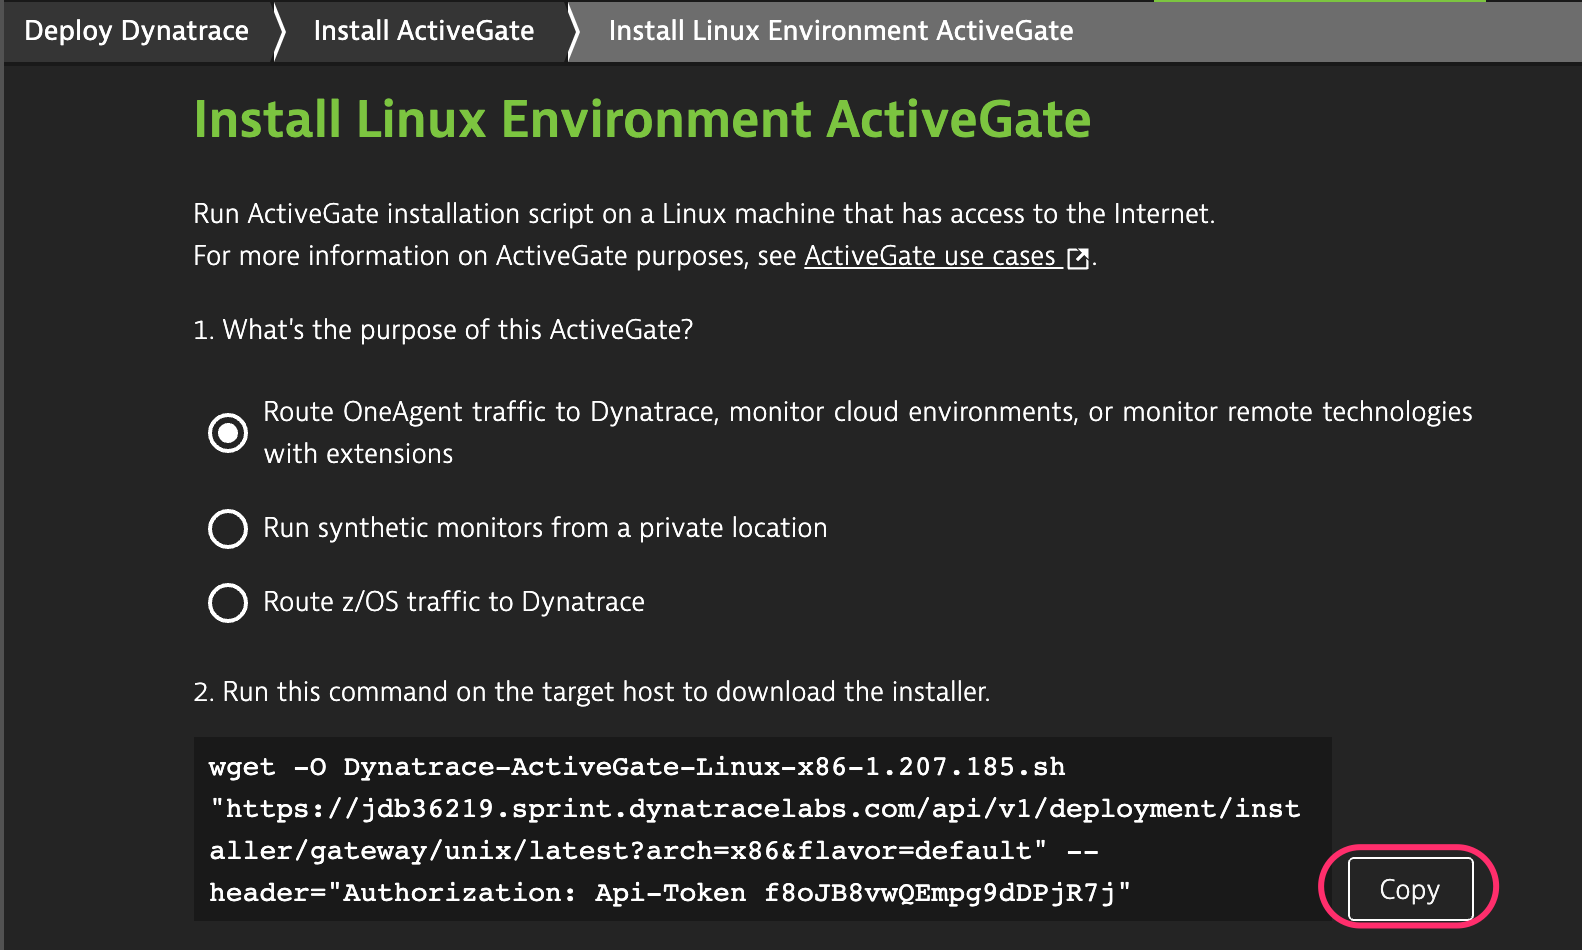 Deploy Dynatrace
Install ActiveGate
Install Linux Environment ActiveGate
Install Linux Environment ActiveGate
Run ActiveGate installation script on a Linux machine that has access to the Internet.
For more information on ActiveGate purposes, see ActiveGate use cases .
1. What's the purpose of this ActiveGate?
Route OneAgent traffic to Dynatrace, monitor cloud environments, or monitor remote technologies
with extensions
Run synthetic monitors from a private location
Route z/OS traffic to Dynatrace
2. Run this command on the target host to download the installer.
wget -O Dynatrace-ActiveGate-Linux-x86-1.207.185.sh
"https://jdb36219.sprint.dynatracelabs.com/api/v1/deployment/inst
aller/gateway/unix/latest?arch=x86&flavor=default" --
header="Authorization: Api-Token f8oJB8vwQEmpg9dDPjR7j"
Copy